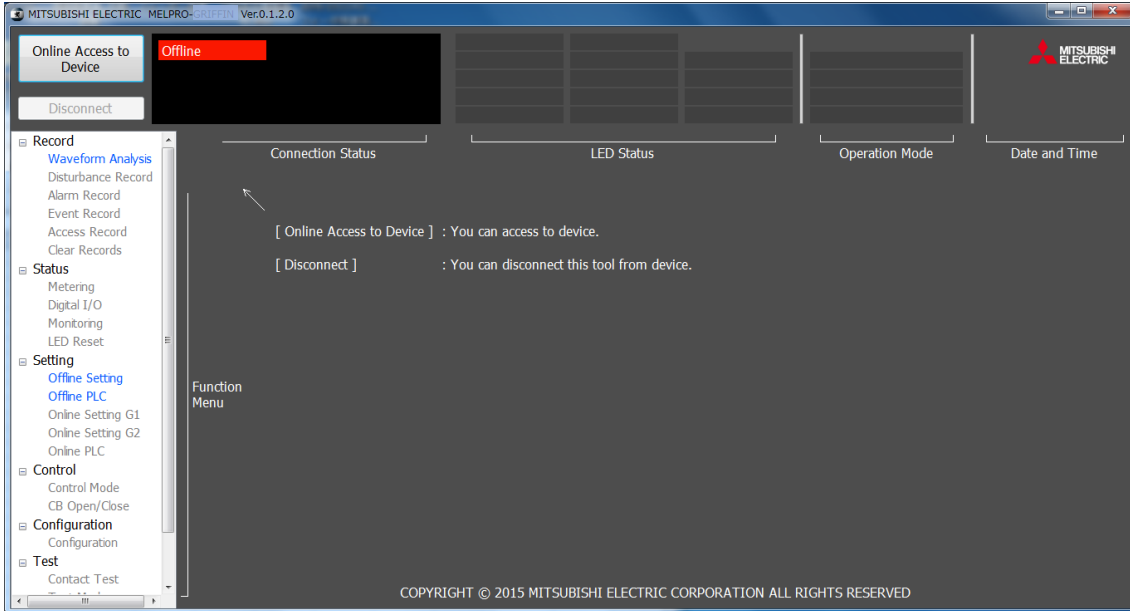 MITSUBISHI ELECTRIC MELPRO-GRIFFIN Ver.0.1.2.0
Online Access to
Device
Disconnect
Offline
MITSUBISHI
ELECTRIC
Connection Status
LED Status
Operation Mode
Date and Time
Record
Waveform Analysis
Disturbance Record
Alarm Record
Event Record
Access Record
Clear Records
Status
Metering
Digital I/O
Monitoring
LED Reset
Setting
Offline Setting
Offline PLC
Online Setting G1
Online Setting G2
Online PLC
Control
Control Mode
CB Open/Close
Configuration
Configuration
Test
Contact Test
[ Online Access to Device ] : You can access to device.
[ Disconnect ] : You can disconnect this tool from device.
Function
Menu
COPYRIGHT © 2015 MITSUBISHI ELECTRIC CORPORATION ALL RIGHTS RESERVED